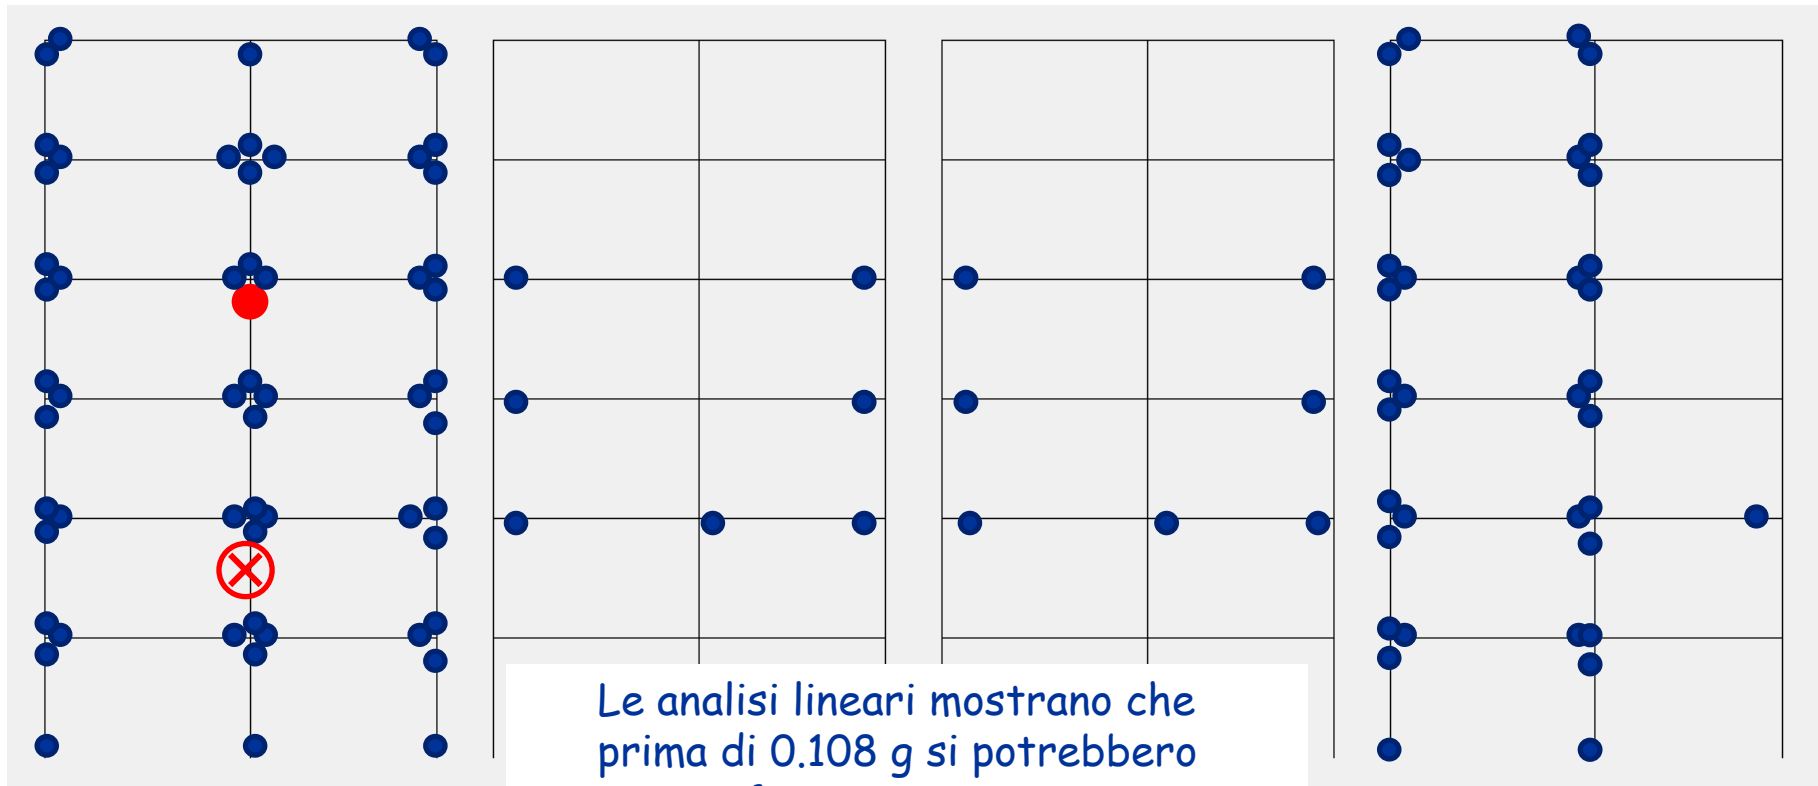 Le analisi lineari mostrano che
prima di 0.108 g si potrebbero